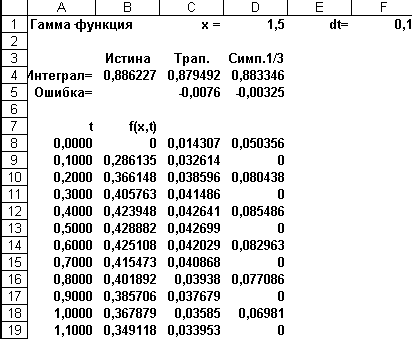 A B C D E F
1 Гамма функция x = 1,5 dt= 0,1
2
3 Истина Трап. Симп.1/3
4 Интеграл= 0,886227 0,879492 0,883346
5 Ошибка= -0,0076 -0,00325
6
7 t f(x,t)
8 0,0000 0 0,014307 0,050356
9 0,1000 0,286135 0,032614 0
10 0,2000 0,366148 0,038596 0,080438
11 0,3000 0,405763 0,041486 0
12 0,4000 0,423948 0,042641 0,085486
13 0,5000 0,428882 0,042699 0
14 0,6000 0,425108 0,042029 0,082963
15 0,7000 0,415473 0,040868 0
16 0,8000 0,401892 0,03938 0,077086
17 0,9000 0,385706 0,037679 0
18 1,0000 0,367879 0,03585 0,06981
19 1,1000 0,349118 0,033953 0